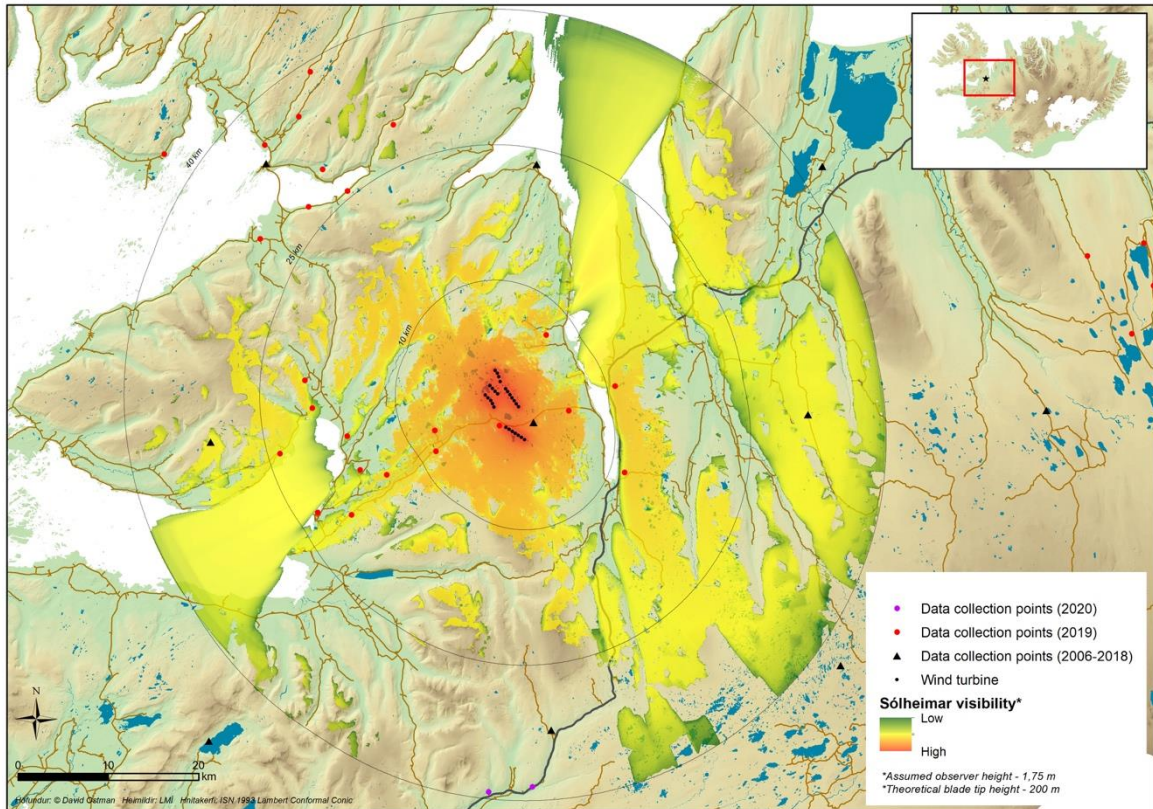 40 km
25 km
10 km
Data collection points (2020)
Data collection points (2019)
Data collection points (2006-2018)
Wind turbine
Sólheimar visibility*
Low
High
*Assumed observer height - 1,75 m
*Theoretical blade tip height - 200 m
N
0 10 20
km
Höfundur: © David Ostman Heimildir: LMÍ Hnitakerfi: ISN 1993 Lambert Conformal Conic